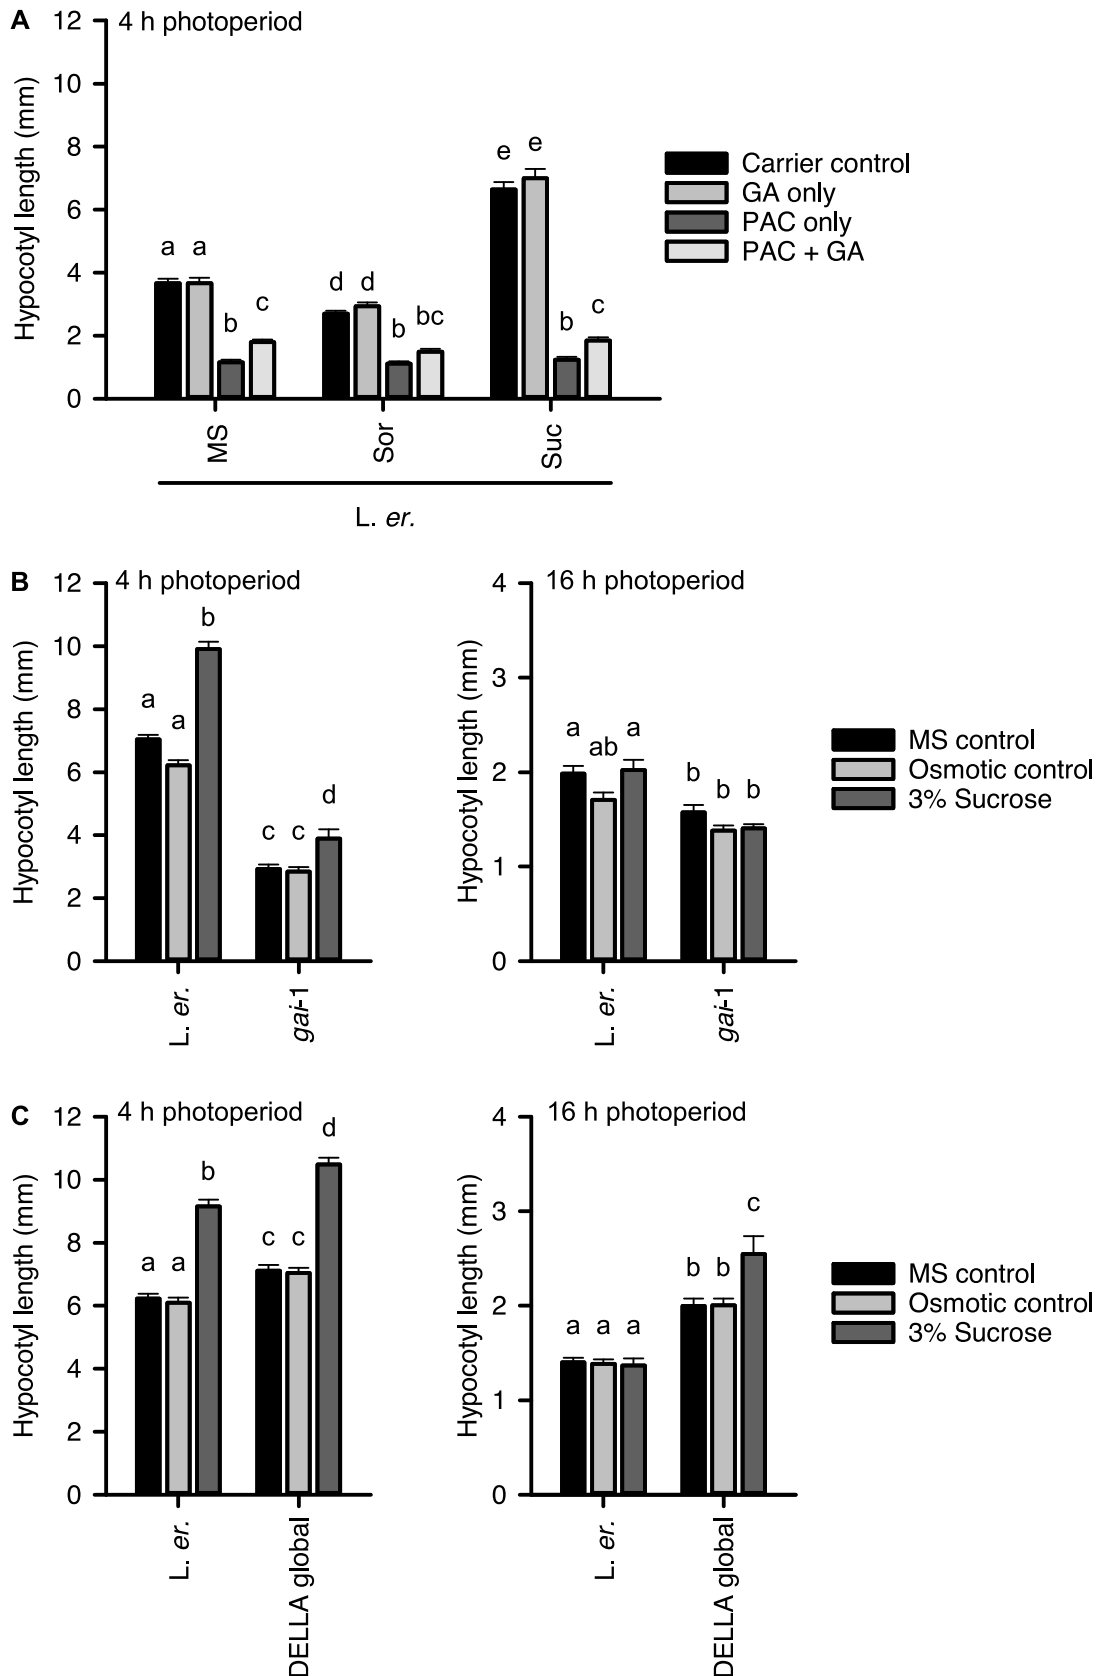 A
4 h photoperiod
Hypocotyl length (mm)
12
10
8
6
4
2
0
a a b c
d d b bc
e e b c
Carrier control
GA only
PAC only
PAC + GA
MS Sor Suc
L. er.
B
4 h photoperiod
Hypocotyl length (mm)
12
10
8
6
4
2
0
a a b
c c d
L. er. gai-1
16 h photoperiod
Hypocotyl length (mm)
4
3
2
1
0
a ab a
b b b
L. er. gai-1
MS control
Osmotic control
3% Sucrose
C
4 h photoperiod
Hypocotyl length (mm)
12
10
8
6
4
2
0
a a b
c c d
L. er. DELLA global
16 h photoperiod
Hypocotyl length (mm)
4
3
2
1
0
a a a
b b c
L. er. DELLA global
MS control
Osmotic control
3% Sucrose